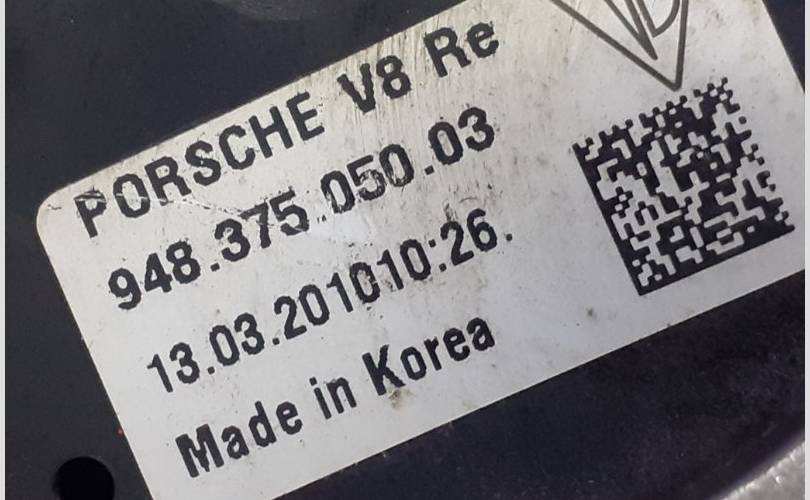 PORSCHE V8 Re
948.375.050.03
13.03.201010:26.
Made in Korea